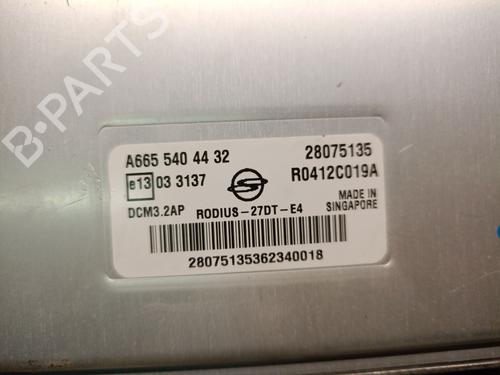 B-PARTS
A665 540 44 32 28075135
e13 03 3137 R0412C019A
DCM3.2AP RODIUS-27DT-E4 MADE IN SINGAPORE
28075135362340018